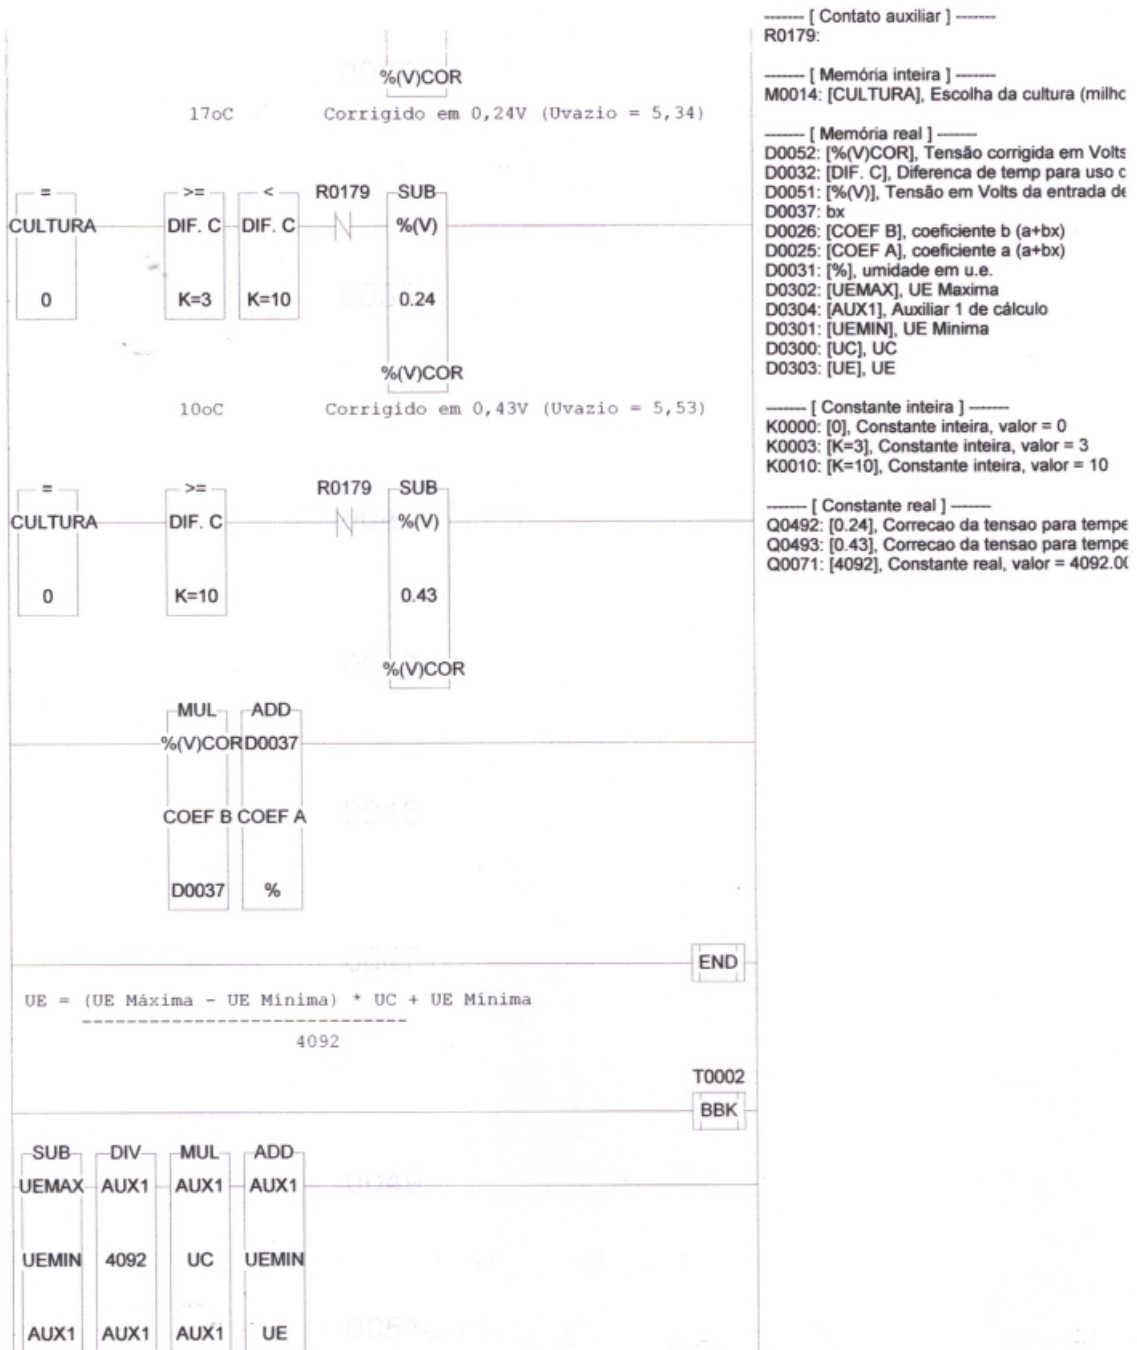 %(V)COR
17oC Corrigido em 0,24V (Uvazio = 5,34)
= >= < R0179 SUB
CULTURA DIF. C DIF. C %(V)
0 K=3 K=10 0.24
%(V)COR
10oC Corrigido em 0,43V (Uvazio = 5,53)
= >= R0179 SUB
CULTURA DIF. C %(V)
0 K=10 0.43
%(V)COR
MUL ADD
%(V)COR D0037
COEF B COEF A
D0037 %
END
UE = (UE Máxima - UE Mínima) * UC + UE Mínima
------------------------------
4092
T0002
BBK
SUB DIV MUL ADD
UEMAX AUX1 AUX1 AUX1
UEMIN 4092 UC UEMIN
AUX1 AUX1 AUX1 UE
------- [ Contato auxiliar ] -------
R0179:
------- [ Memória inteira ] -------
M0014: [CULTURA], Escolha da cultura (milho
------- [ Memória real ] -------
D0052: [%(V)COR], Tensão corrigida em Volts
D0032: [DIF. C], Diferenca de temp para uso c
D0051: [%(V)], Tensão em Volts da entrada de
D0037: bx
D0026: [COEF B], coeficiente b (a+bx)
D0025: [COEF A], coeficiente a (a+bx)
D0031: [%], umidade em u.e.
D0302: [UEMAX], UE Maxima
D0304: [AUX1], Auxiliar 1 de cálculo
D0301: [UEMIN], UE Minima
D0300: [UC], UC
D0303: [UE], UE
------- [ Constante inteira ] -------
K0000: [0], Constante inteira, valor = 0
K0003: [K=3], Constante inteira, valor = 3
K0010: [K=10], Constante inteira, valor = 10
------- [ Constante real ] -------
Q0492: [0.24], Correcao da tensao para tempe
Q0493: [0.43], Correcao da tensao para tempe
Q0071: [4092], Constante real, valor = 4092.00